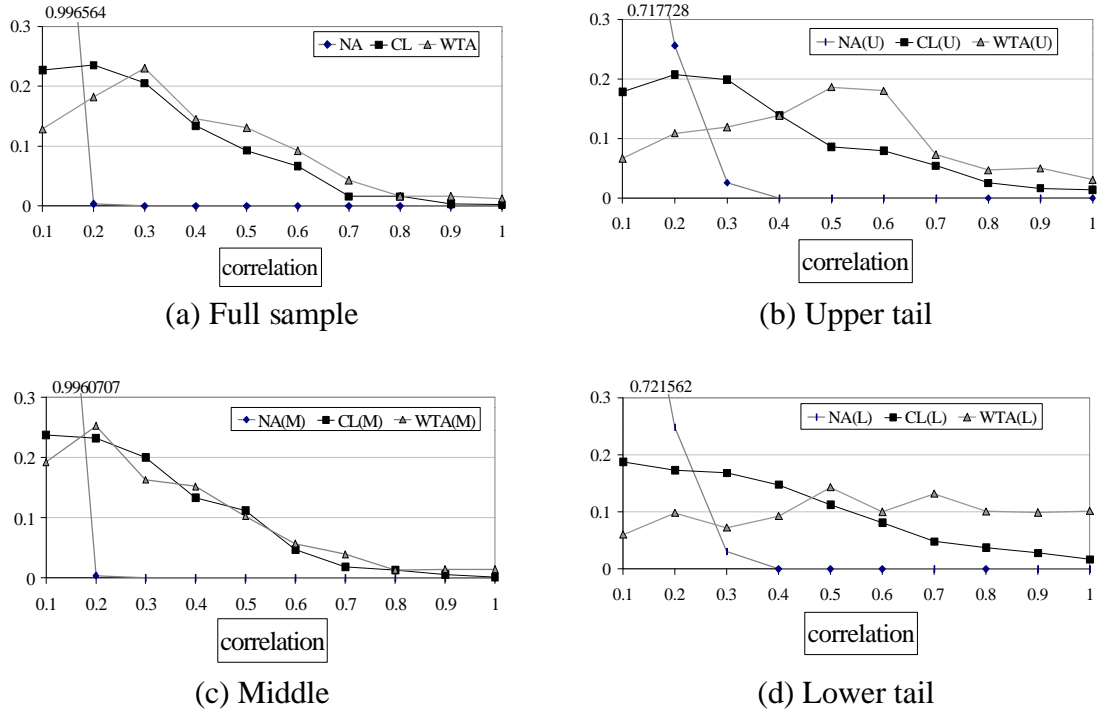 0.996564
0.3
NA CL WTA
0.2
0.1
0
0.1 0.2 0.3 0.4 0.5 0.6 0.7 0.8 0.9 1
correlation
(a) Full sample
0.717728
0.3
NA(U) CL(U) WTA(U)
0.2
0.1
0
0.1 0.2 0.3 0.4 0.5 0.6 0.7 0.8 0.9 1
correlation
(b) Upper tail
0.9960707
0.3
NA(M) CL(M) WTA(M)
0.2
0.1
0
0.1 0.2 0.3 0.4 0.5 0.6 0.7 0.8 0.9 1
correlation
(c) Middle
0.721562
0.3
NA(L) CL(L) WTA(L)
0.2
0.1
0
0.1 0.2 0.3 0.4 0.5 0.6 0.7 0.8 0.9 1
correlation
(d) Lower tail